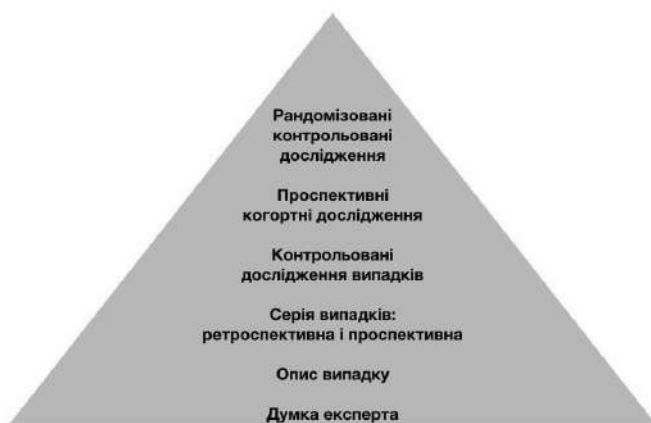 Рандомізовані
контрольовані
дослідження
Проспективні
когортні дослідження
Контрольовані
дослідження випадків
Серія випадків:
ретроспективна і проспективна
Опис випадку
Думка експерта